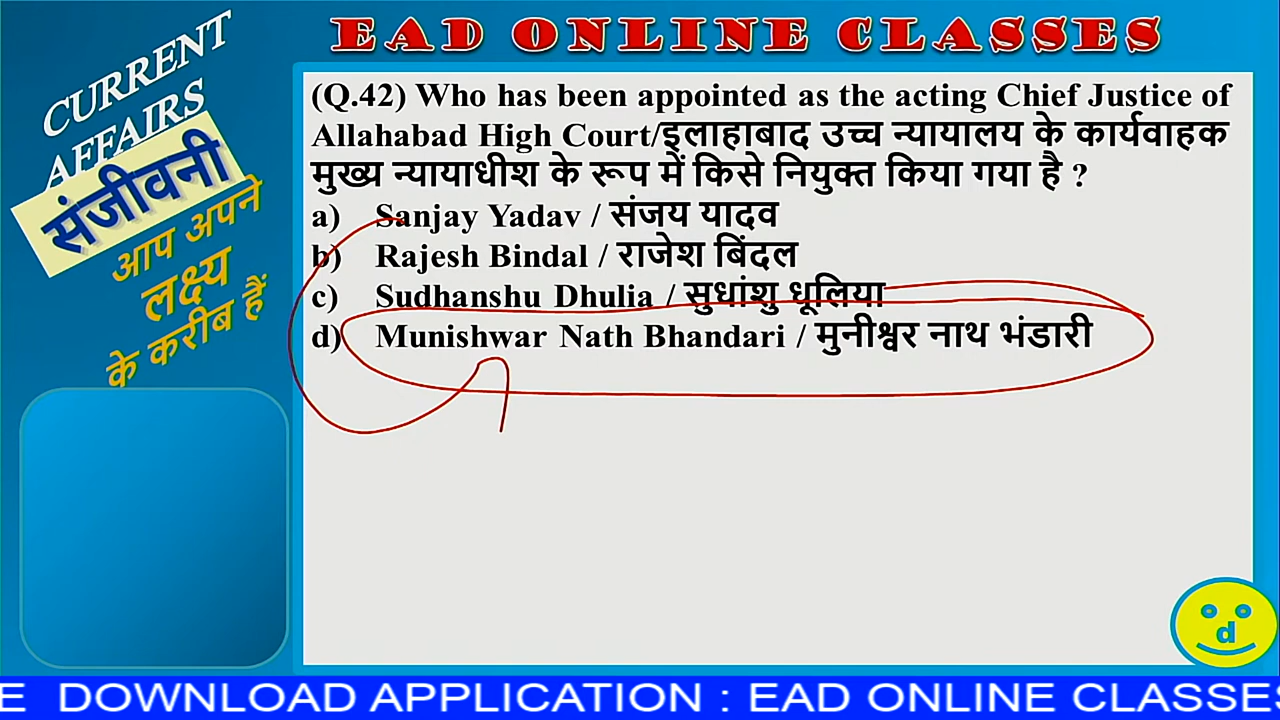 EAD ONLINE CLASSES
CURRENT
AFFAIRS
संजीवनी
आप अपने
लक्ष्य
के करीब हैं
(Q.42) Who has been appointed as the acting Chief Justice of
Allahabad High Court/इलाहाबाद उच्च न्यायालय के कार्यवाहक
मुख्य न्यायाधीश के रूप में किसे नियुक्त किया गया है ?
a) Sanjay Yadav / संजय यादव
b) Rajesh Bindal / राजेश बिंदल
c) Sudhanshu Dhulia / सुधांशु धूलिया
d) Munishwar Nath Bhandari / मुनीश्वर नाथ भंडारी
d
E DOWNLOAD APPLICATION : EAD ONLINE CLASSES